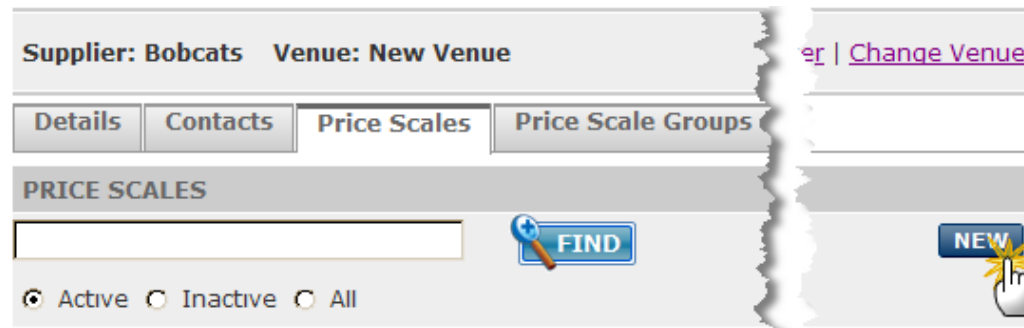 Supplier: Bobcats Venue: New Venue er | Change Venue
Details Contacts Price Scales Price Scale Groups
PRICE SCALES
FIND NEW
Active Inactive All